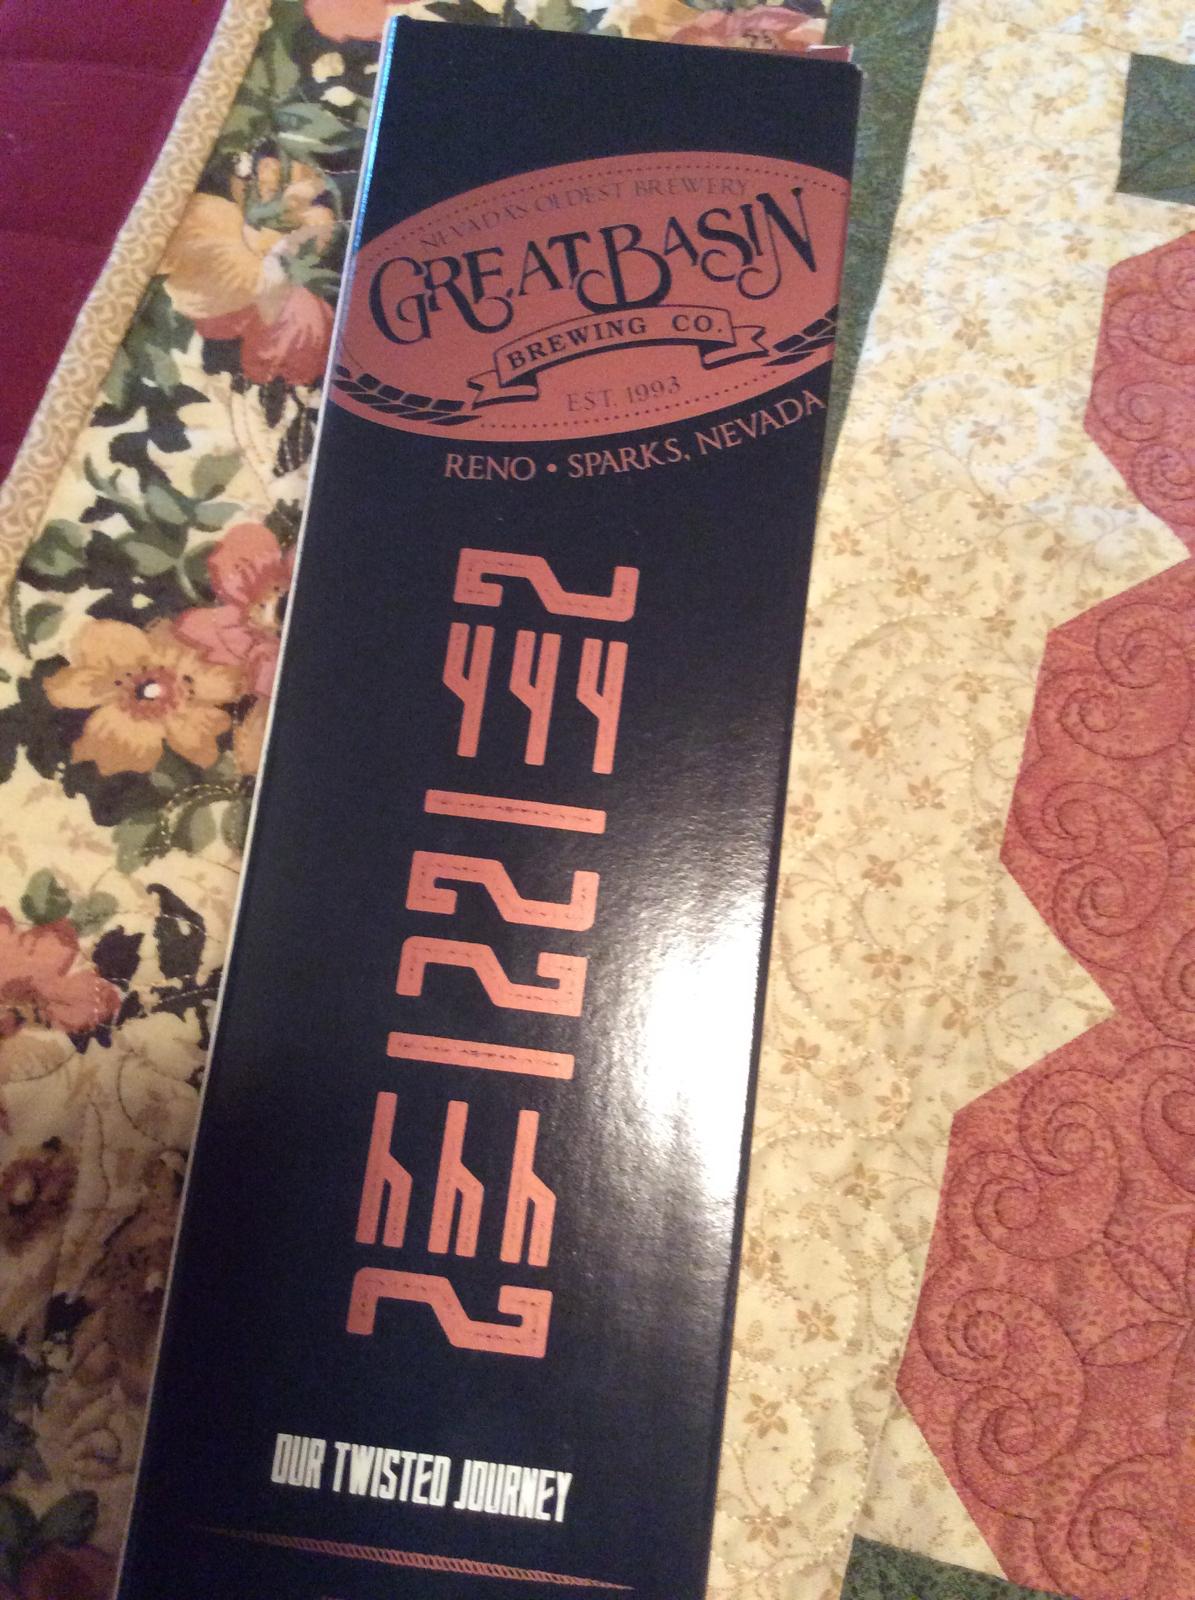 NEVADA'S OLDEST BREWERY
GREAT BASIN
BREWING CO.
EST. 1993
RENO • SPARKS, NEVADA
OUR TWISTED JOURNEY